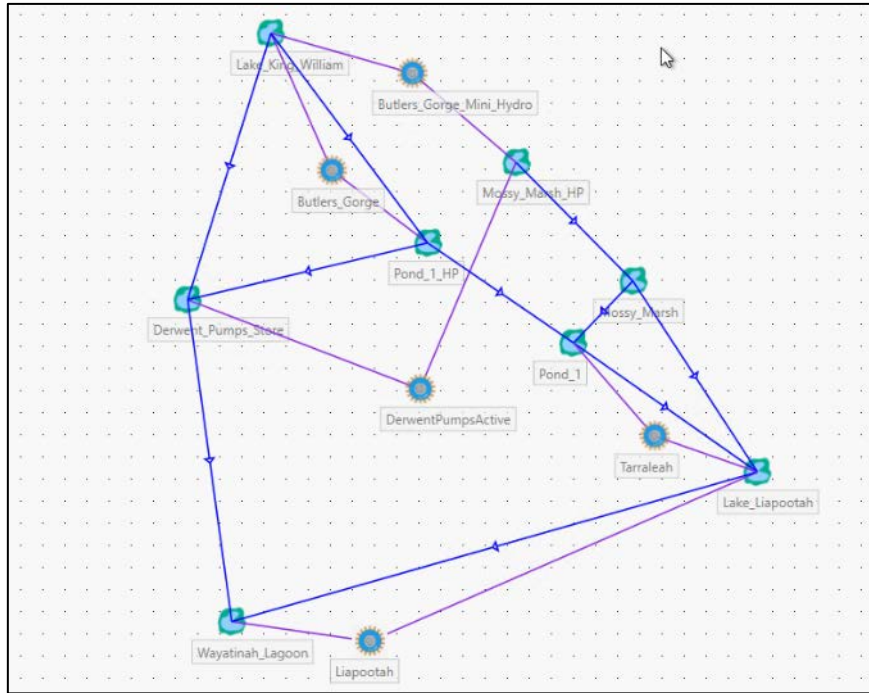 Lake_King_William
Butlers_Gorge_Mini_Hydro
Mossy_Marsh_HP
Butlers_Gorge
Pond_1_HP
Mossy_Marsh
Derwent_Pumps_Store
Pond_1
DerwentPumpsActive
Tarraleah
Lake_Liapootah
Wayatinah_Lagoon
Liapootah